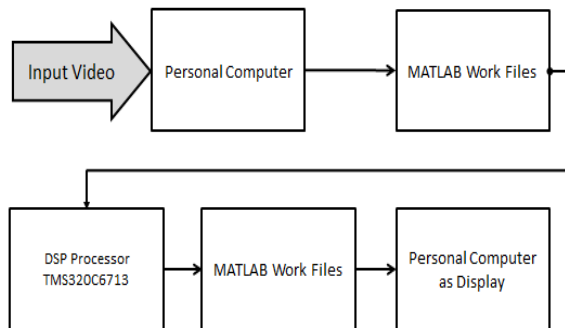 Input Video
Personal Computer
MATLAB Work Files
DSP Processor
TMS320C6713
MATLAB Work Files
Personal Computer
as Display